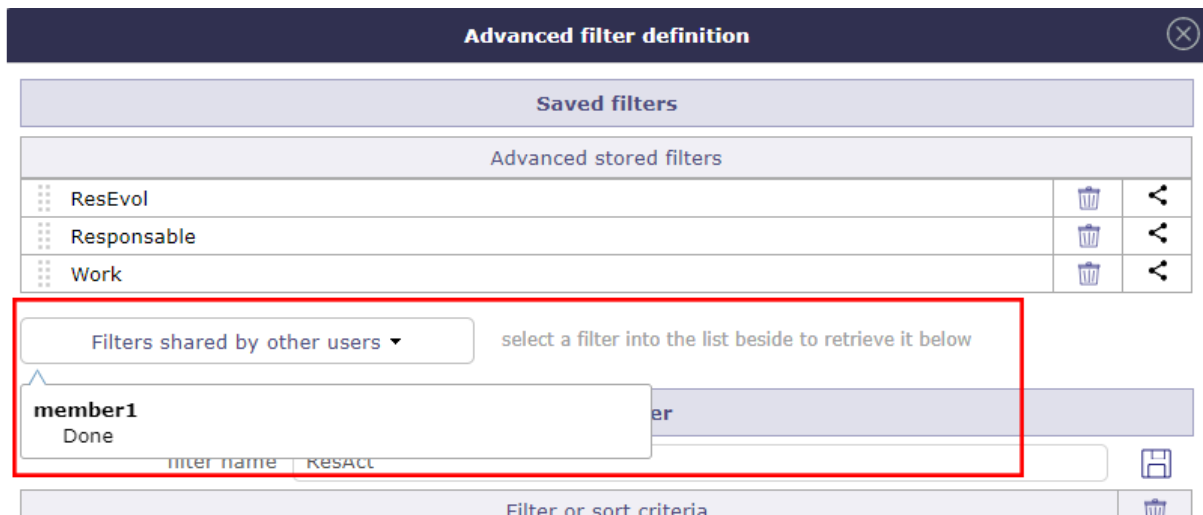 Advanced filter definition
Saved filters
Advanced stored filters
ResEvol
Responsable
Work
Filters shared by other users
select a filter into the list beside to retrieve it below
member1
Done
er
filter name ResAct
Filter or sort criteria